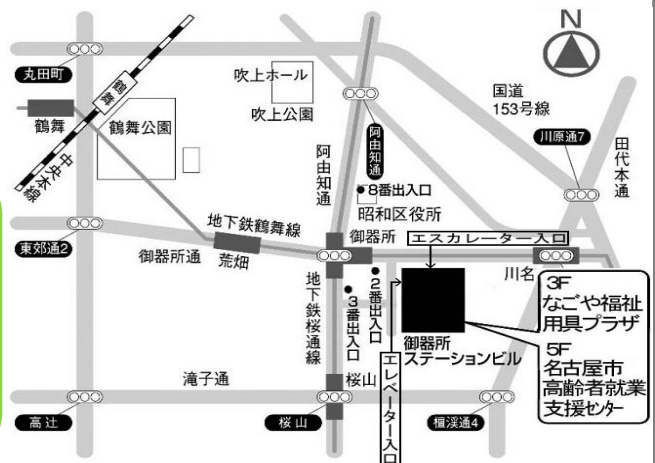 N
丸田町
鶴舞
吹上ホール
吹上公園
国道
153号線
阿由知通
川原通7
田代本通
鶴舞
鶴舞公園
中央本線
阿由知通
8番出入口
昭和区役所
地下鉄鶴舞線
東郊通2
御器所通
荒畑
御器所
エスカレーター入口
川名
地下鉄桜通線
3番出入口
2番出入口
御器所
ステーションビル
エレベーター入口
3F
なごや福祉
用具プラザ
5F
名古屋市
高齢者就業
支援センター
滝子通
桜山
高辻
桜山
檀渓通4